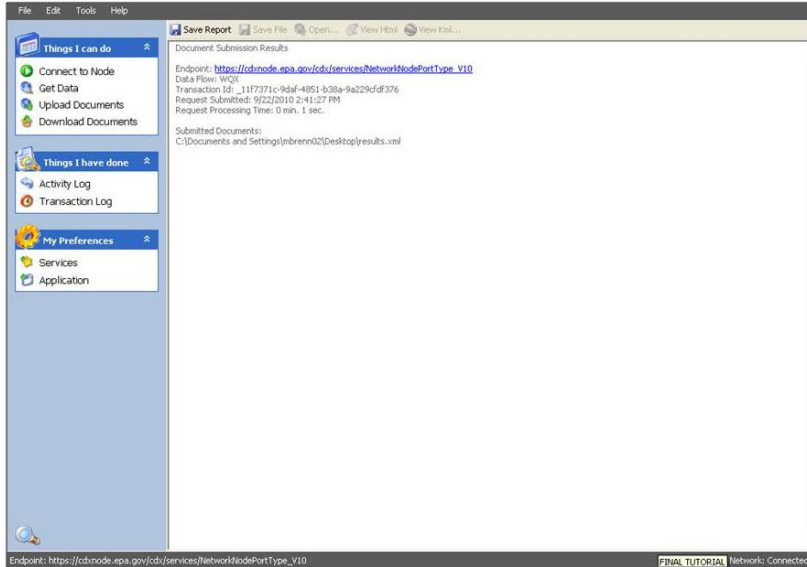 File Edit Tools Help
Save Report Save File Open... View Html View Kml...
Things I can do
Connect to Node
Get Data
Upload Documents
Download Documents
Things I have done
Activity Log
Transaction Log
My Preferences
Services
Application
Document Submission Results
Endpoint: https://cdxnode.epa.gov/cdx/services/NetworkNodePortType_V10
Data Flow: WQX
Transaction Id: _11f7371c-9daf-4851-b38a-9a229cfdf376
Request Submitted: 9/22/2010 2:41:27 PM
Request Processing Time: 0 min. 1 sec.
Submitted Documents:
C:\Documents and Settings\mbrenn02\Desktop\results.xml
Endpoint: https://cdxnode.epa.gov/cdx/services/NetworkNodePortType_V10
FINAL TUTORIAL Network: Connected